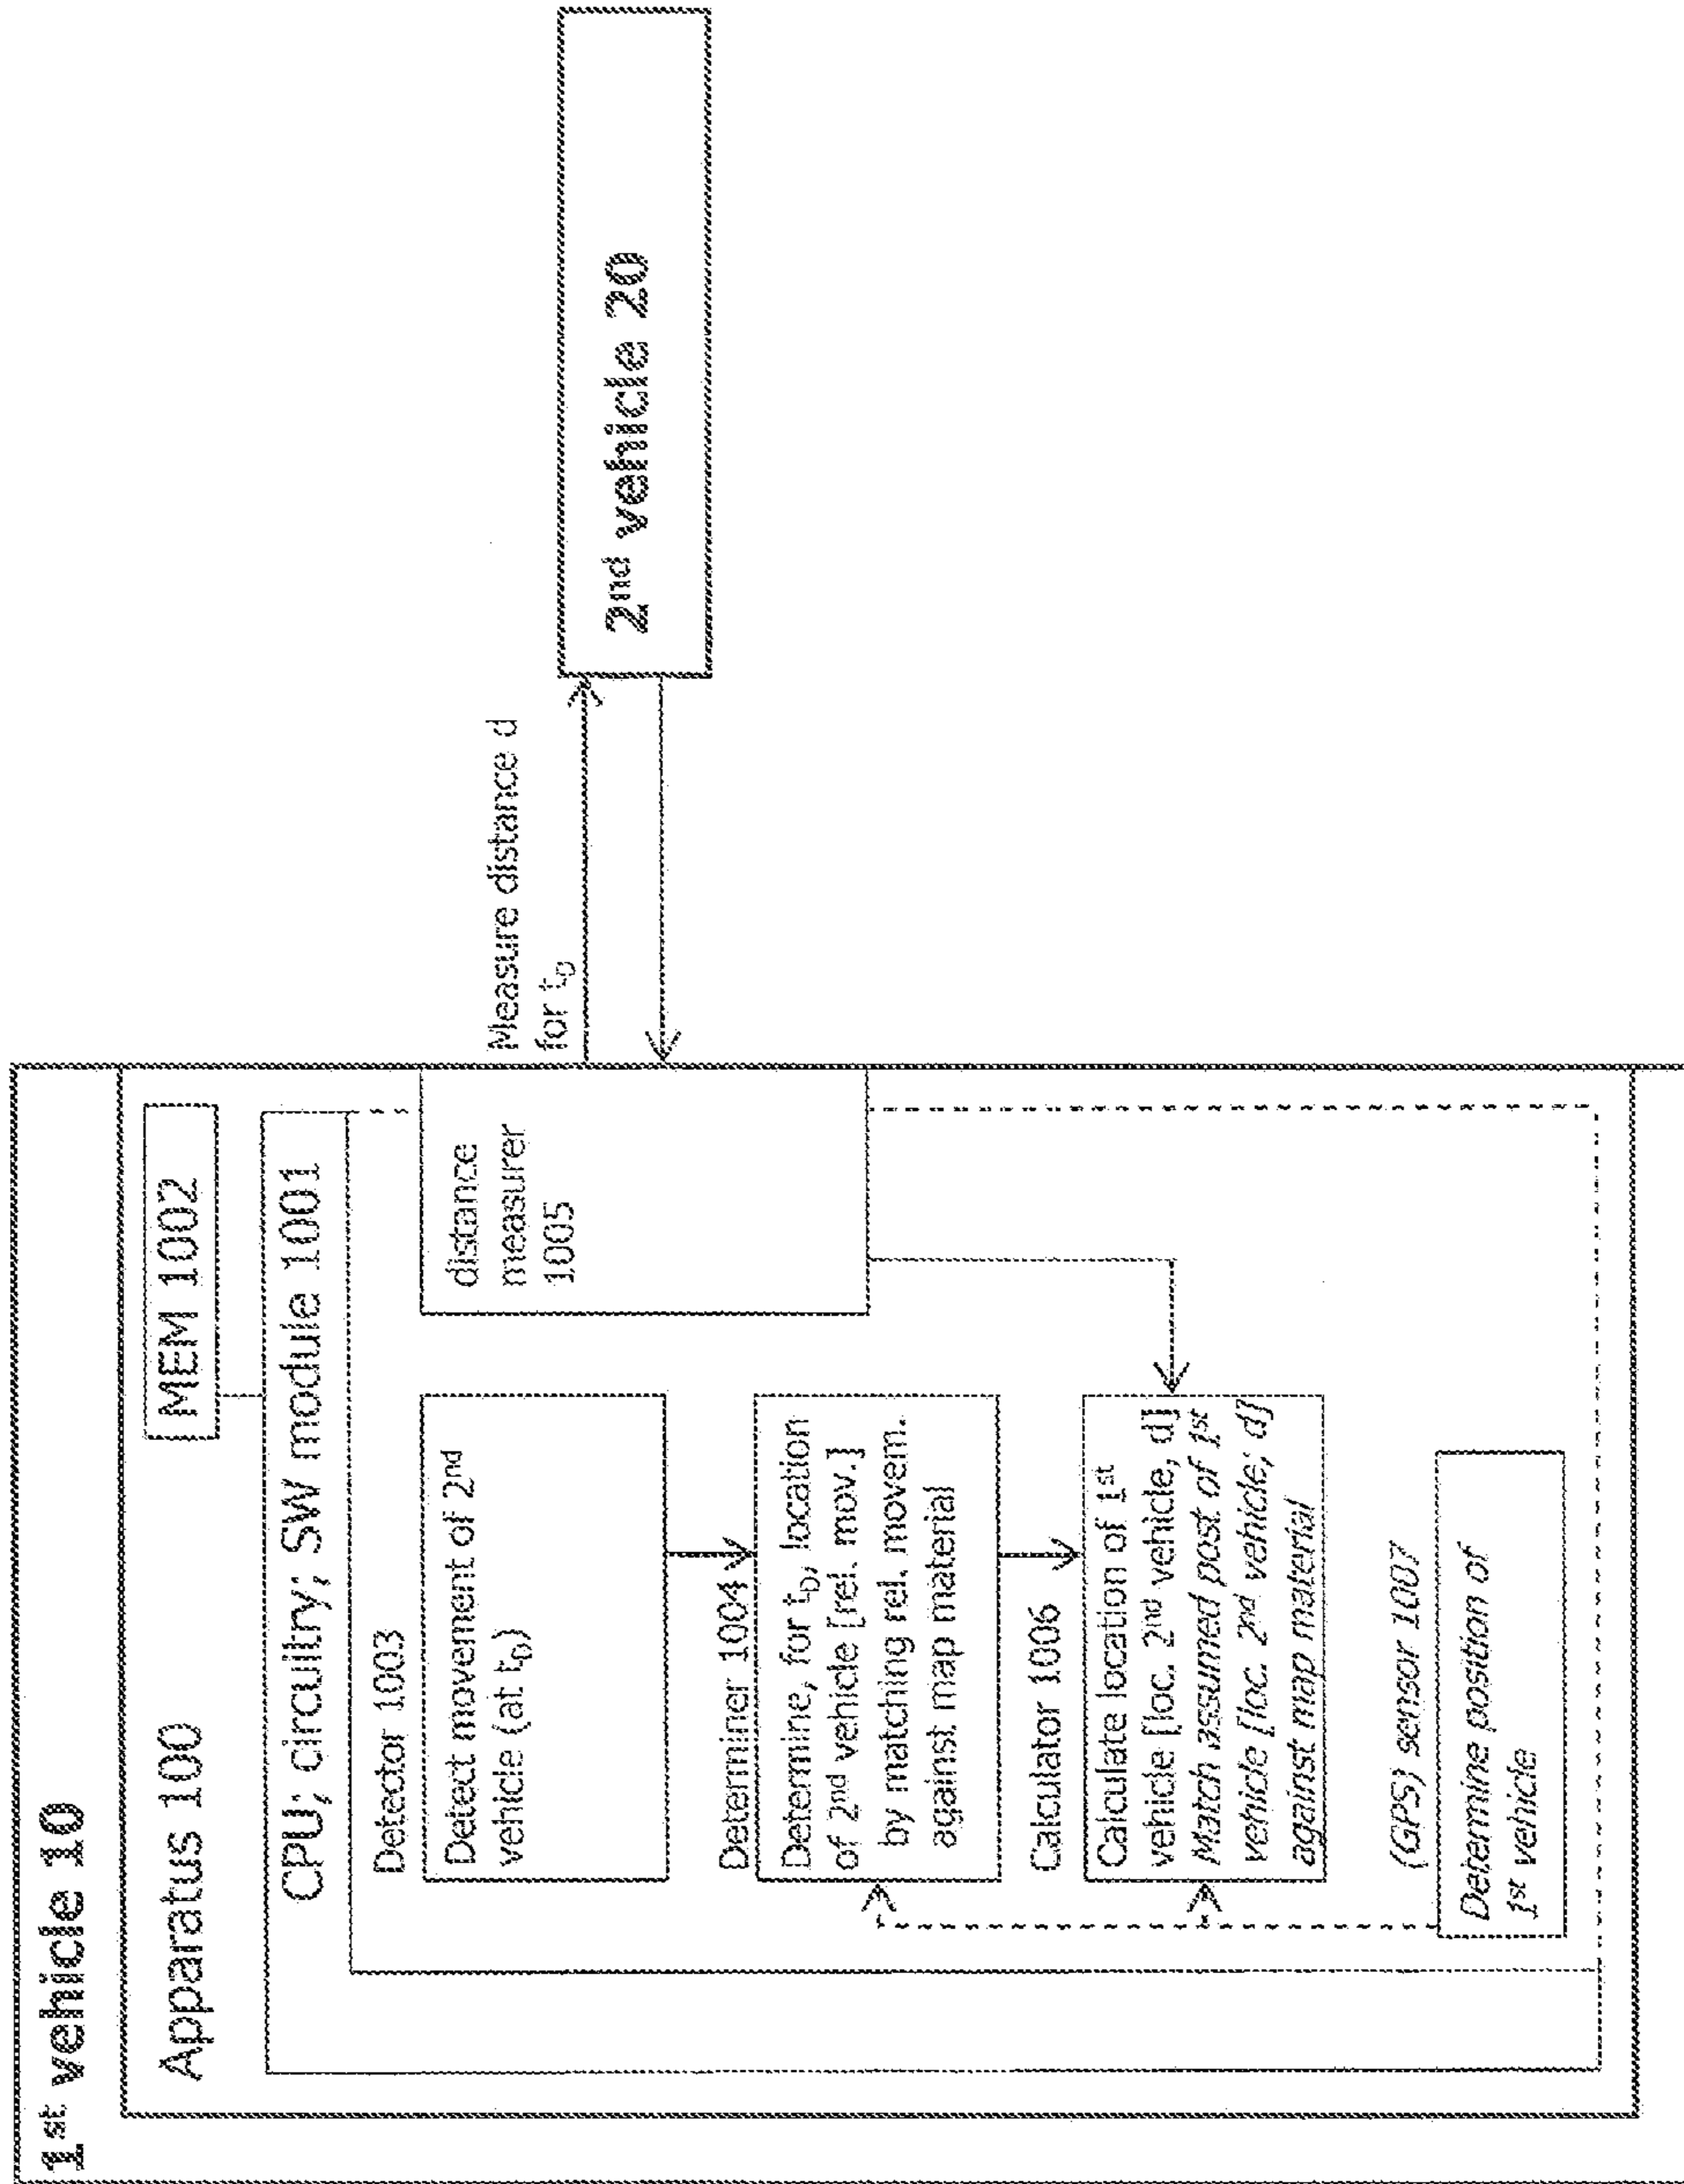 1st vehicle 10
Apparatus 100
MEM 1002
CPU; circuitry; SW module 1001
Detector 1003
Detect movement of 2nd
vehicle (at tD)
distance
measurer
1005
Measure distance d
for tD
2nd vehicle 20
Determiner 1004
Determine, for tD, location
of 2nd vehicle [rel. mov.]
by matching rel. movem.
against map material
Calculator 1006
Calculate location of 1st
vehicle [loc. 2nd vehicle, d]
Match assumed post of 1st
vehicle [loc. 2nd vehicle; d]
against map material
(GPS) sensor 1007
Determine position of
1st vehicle